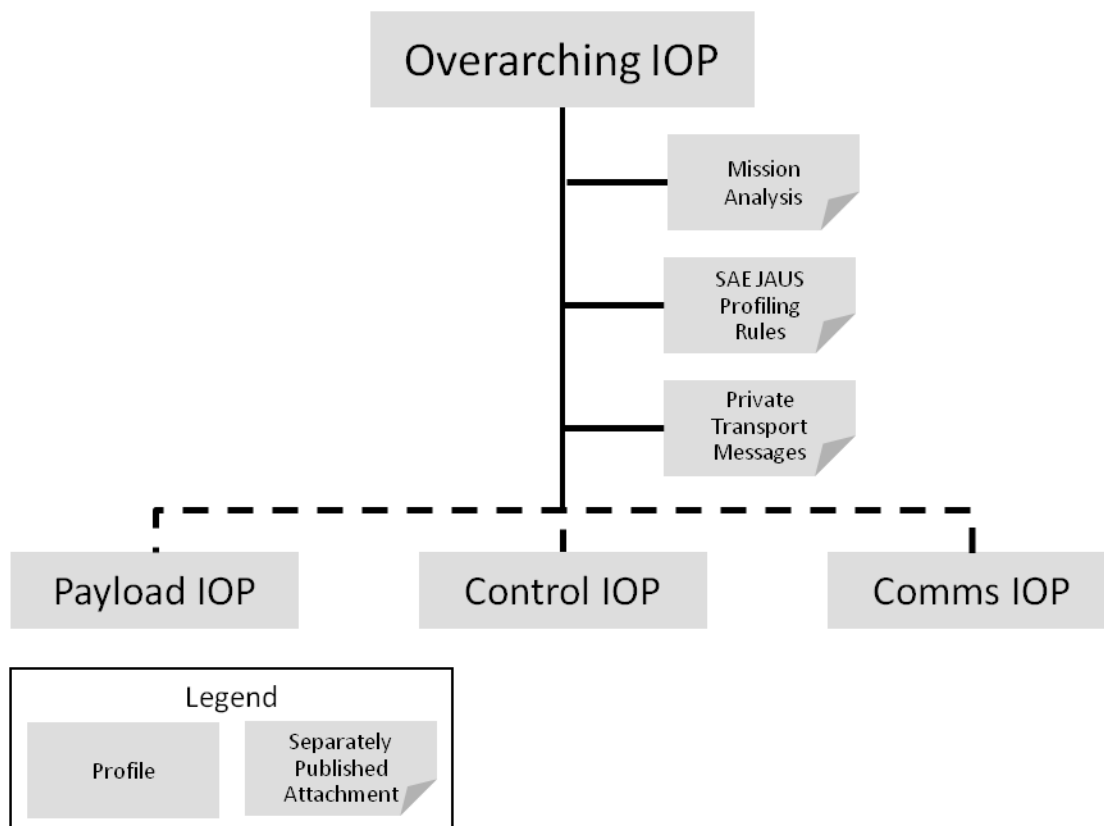 Overarching IOP
Mission
Analysis
SAE JAUS
Profiling
Rules
Private
Transport
Messages
Payload IOP
Control IOP
Comms IOP
Legend
Profile
Separately
Published
Attachment